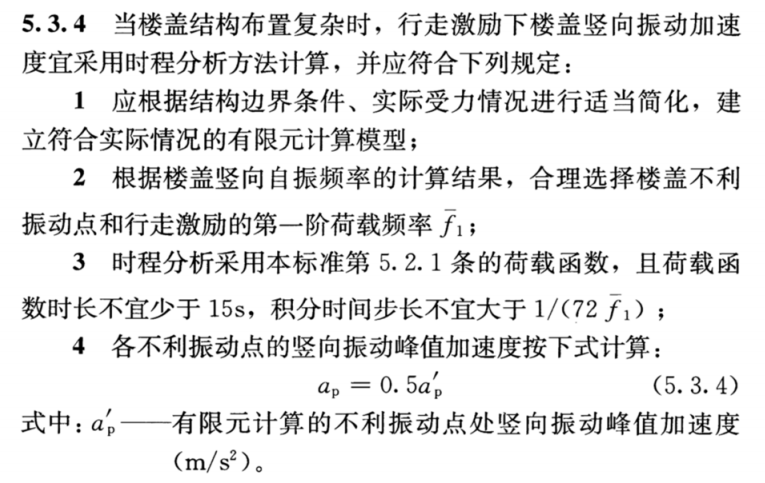 5.3.4 当楼盖结构布置复杂时，行走激励下楼盖竖向振动加速
度宜采用时程分析方法计算，并应符合下列规定：
1 应根据结构边界条件、实际受力情况进行适当简化，建
立符合实际情况的有限元计算模型；
2 根据楼盖竖向自振频率的计算结果，合理选择楼盖不利
振动点和行走激励的第一阶荷载频率 f̄₁；
3 时程分析采用本标准第 5.2.1 条的荷载函数，且荷载函
数时长不宜少于 15s，积分时间步长不宜大于 1/(72 f̄₁)；
4 各不利振动点的竖向振动峰值加速度按下式计算：
aₚ = 0.5a′ₚ (5.3.4)
式中：a′ₚ——有限元计算的不利振动点处竖向振动峰值加速度
(m/s²)。